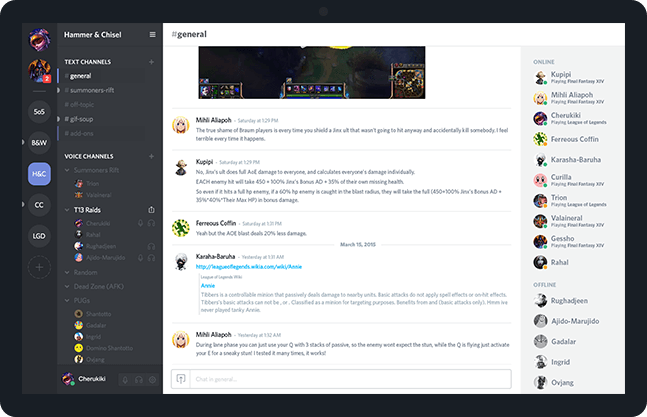 2
5o5
B&W
H&C
CC
LGD
Hammer & Chisel
TEXT CHANNELS
# general
# summoners-rift
# off-topic
# gif-soup
# add-ons
VOICE CHANNELS
Summoners Rift
Trion
Valaineral
T13 Raids
Cherukiki
Rahal
Rughadjeen
Ajido-Marujido
Random
Dead Zone (AFK)
PUGs
Shantotto
Gadalar
Ingrid
Domino Shantotto
Ovjang
Cherukiki
#general
Mihli Aliapoh - Saturday at 1:29 PM
The true shame of Braum players is every time you shield a Jinx ult that wasn't going to hit anyway and accidentally kill somebody. I feel
terrible every time it happens.
Kupipi - Saturday at 1:29 PM
No, Jinx's ult does full AoE damage to everyone, and calculates everyone's damage individually.
EACH enemy hit will take 450 + 100% Jinx's Bonus AD + 35% of their own missing health.
So even if it hits a full hp enemy, if a 60% hp enemy is caught in the blast radius, they will take the full (450+100% Jinx's Bonus AD +
35%*40%*Their Max HP) in bonus damage.
Ferreous Coffin - Saturday at 1:31 PM
Yeah but the AOE blast deals 20% less damage.
March 15, 2015
Karaha-Baruha - Yesterday at 1:31 AM
http://leagueoflegends.wikia.com/wiki/Annie
League of Legends Wiki
Annie
Tibbers is a controllable minion that passively deals damage to nearby units. Basic attacks do not apply spell effects or on-hit effects.
Tibbers's basic attacks can not be , or . Classified as a minion for targeting purposes. Benefits from and (basic attacks only). Hmm ive
never played tanky Annie.
Mihli Aliapoh - Yesterday at 1:32 AM
During lane phase you can just use your Q with 3 stacks of passive, so the enemy wont expect the stun, while the Q is flying just activate
your E for a sneaky stun! I tested it many times, it works!
Chat in general...
ONLINE
Kupipi
Playing Final Fantasy XIV
Mihli Aliapoh
Playing Final Fantasy XIV
Cherukiki
Playing League of Legends
Ferreous Coffin
Karasha-Baruha
Curilla
Playing Final Fantasy XIV
Trion
Playing League of Legends
Valaineral
Playing Final Fantasy XIV
Gessho
Playing Final Fantasy XIV
Rahal
OFFLINE
Rughadjeen
Ajido-Marujido
Gadalar
Ingrid
Ovjang